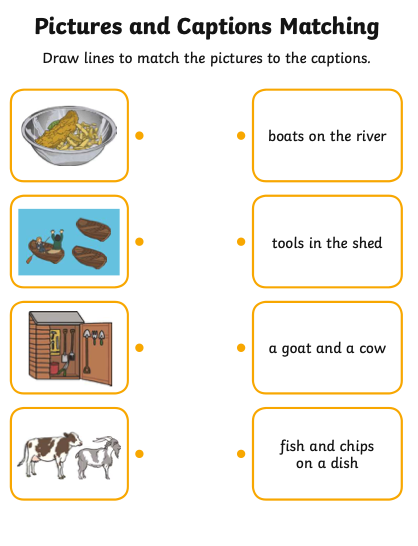 Pictures and Captions Matching
Draw lines to match the pictures to the captions.
boats on the river
tools in the shed
a goat and a cow
fish and chips
on a dish